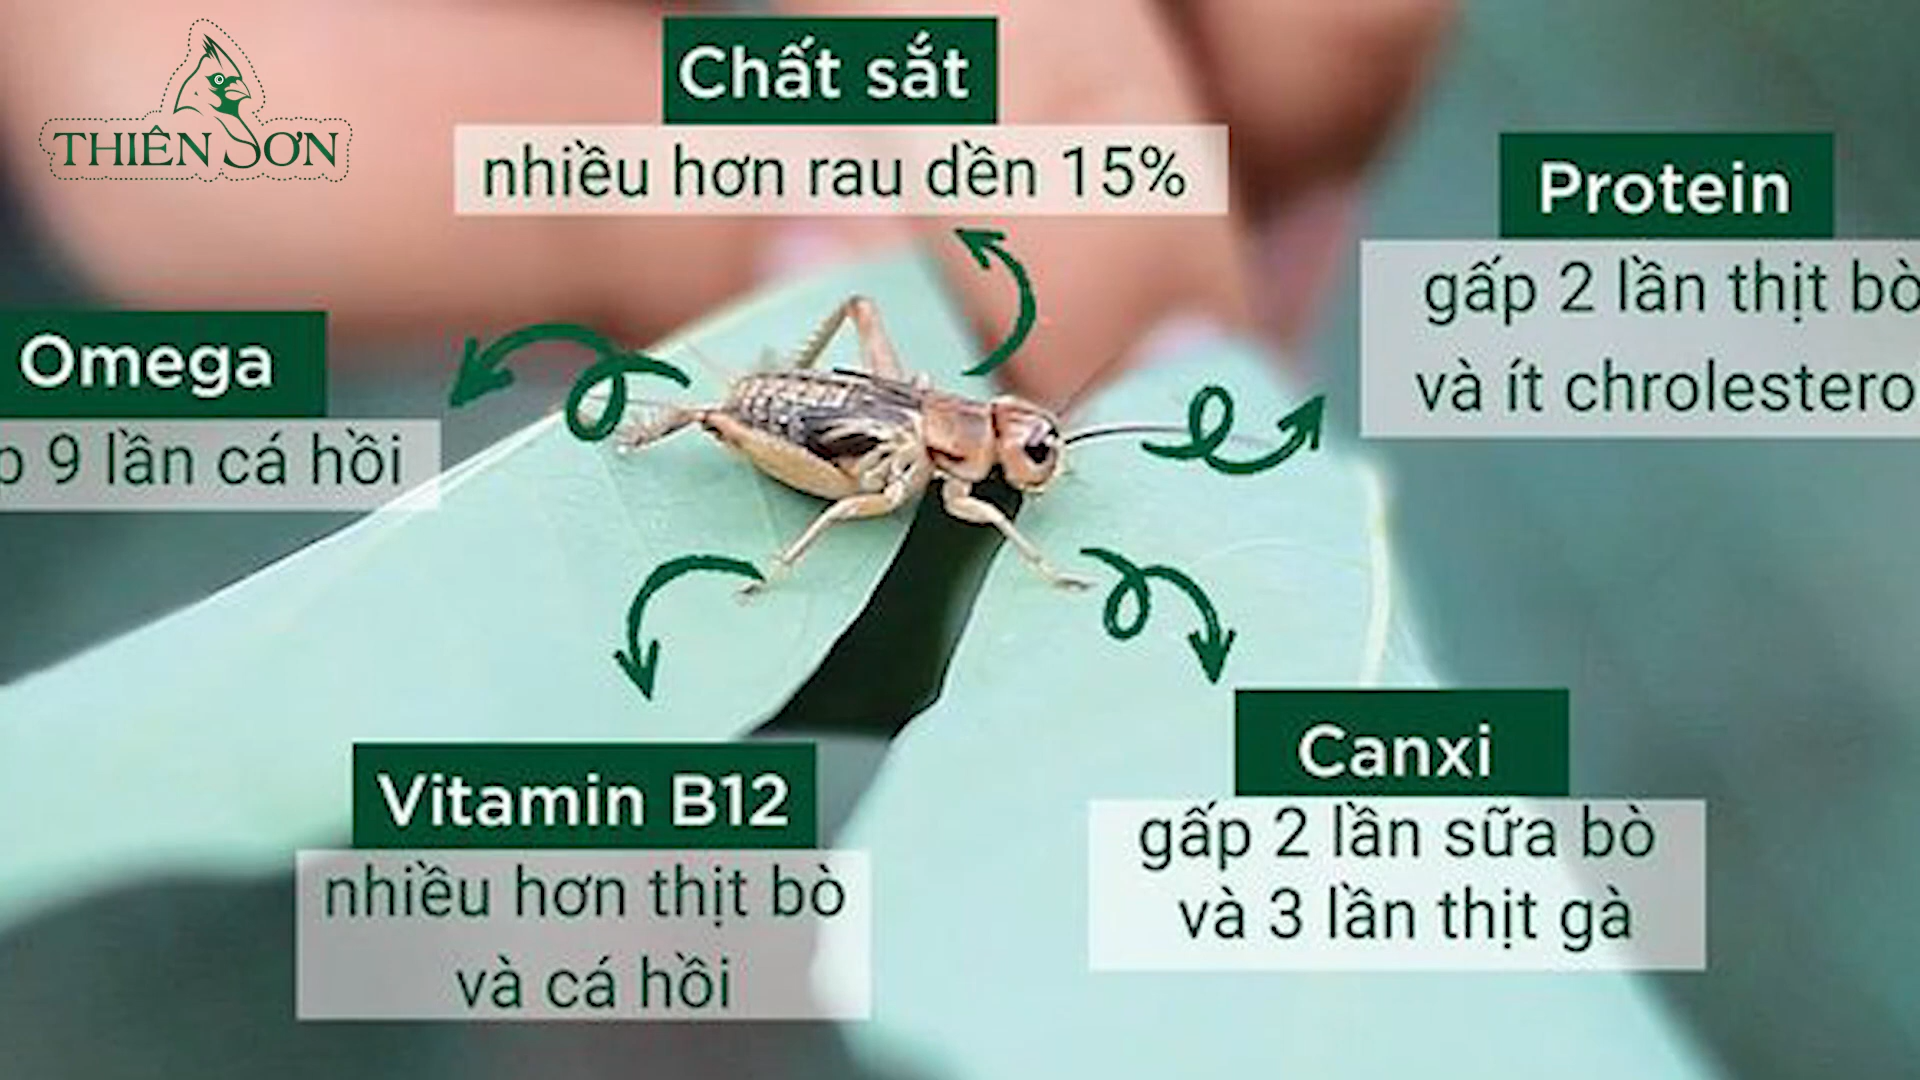 THIÊN SƠN
Chất sắt
nhiều hơn rau dền 15%
Protein
gấp 2 lần thịt bò
và ít chrolestero
Omega
9 lần cá hồi
Vitamin B12
nhiều hơn thịt bò
và cá hồi
Canxi
gấp 2 lần sữa bò
và 3 lần thịt gà